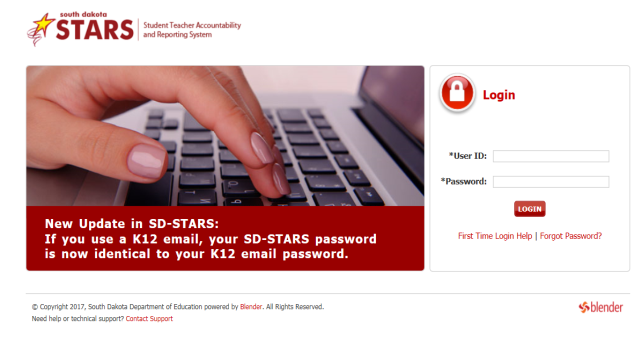 south dakota
STARS
Student Teacher Accountability
and Reporting System
Login
*User ID:
*Password:
LOGIN
First Time Login Help | Forgot Password?
New Update in SD-STARS:
If you use a K12 email, your SD-STARS password
is now identical to your K12 email password.
© Copyright 2017, South Dakota Department of Education powered by Blender. All Rights Reserved.
Need help or technical support? Contact Support
blender